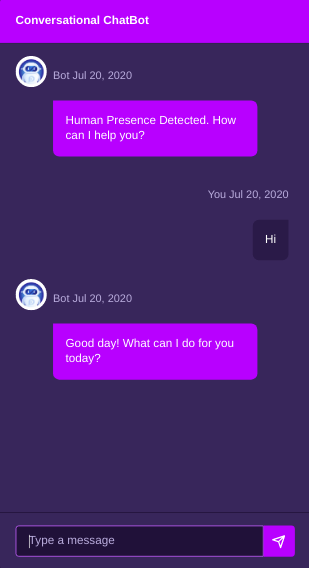 Conversational ChatBot
Bot Jul 20, 2020
Human Presence Detected. How
can I help you?
You Jul 20, 2020
Hi
Bot Jul 20, 2020
Good day! What can I do for you
today?
Type a message